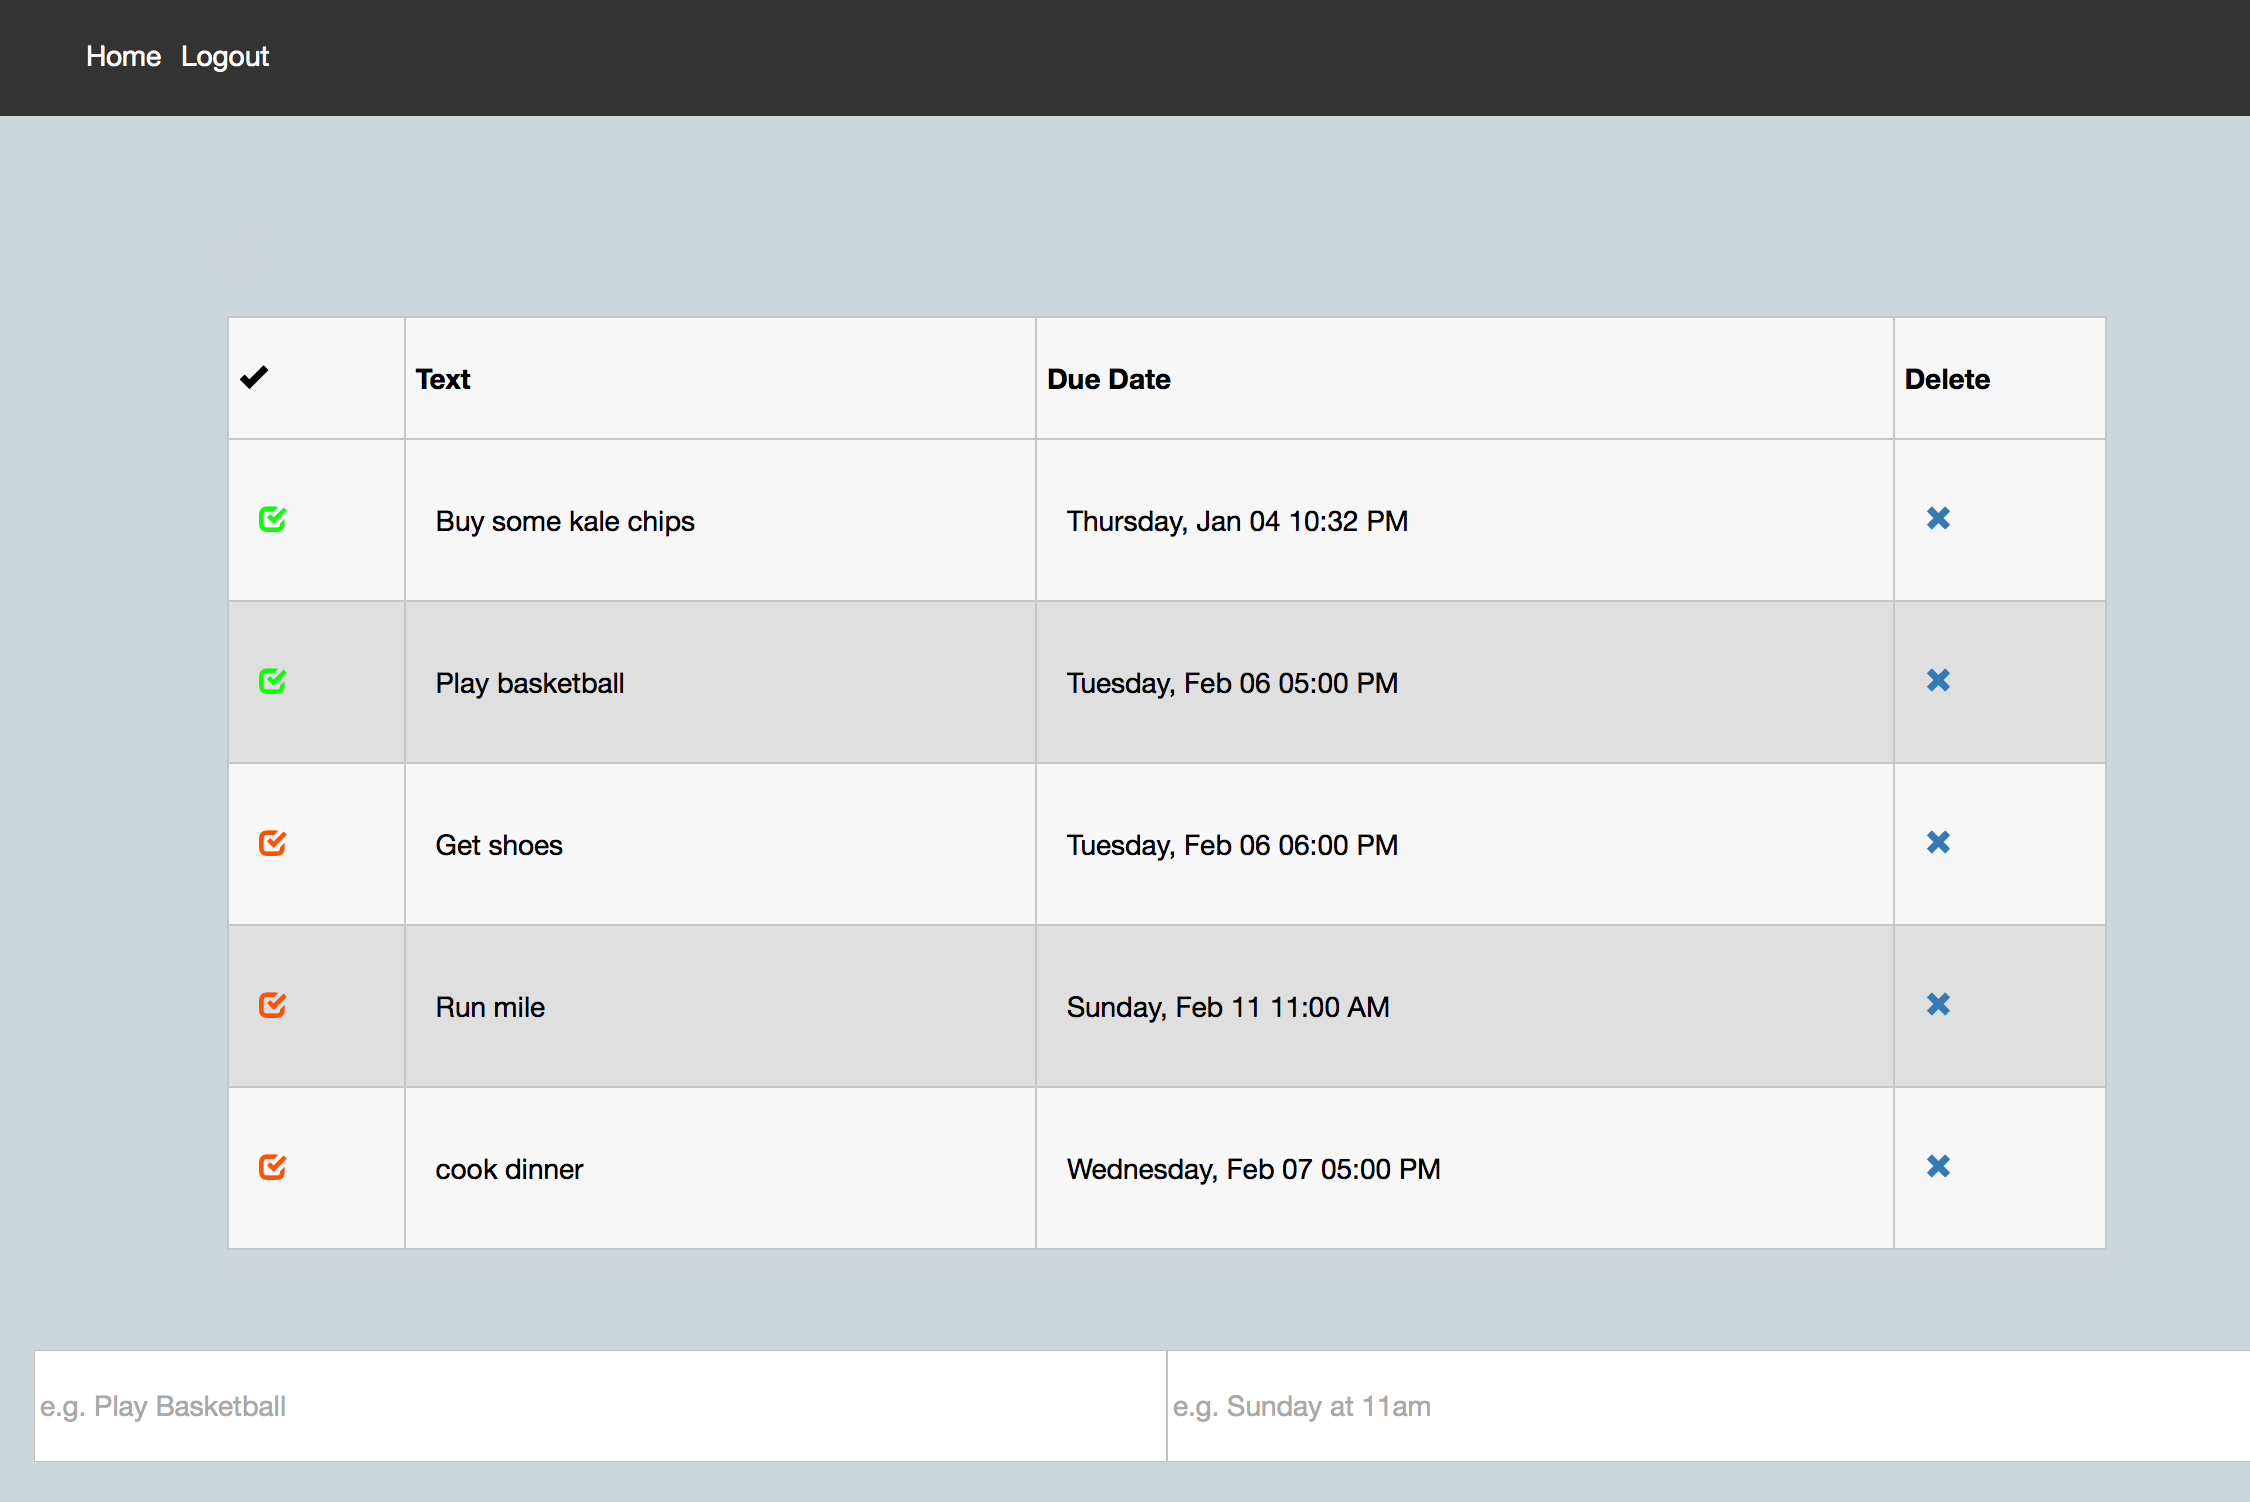 Home Logout
Text Due Date Delete
Buy some kale chips Thursday, Jan 04 10:32 PM
Play basketball Tuesday, Feb 06 05:00 PM
Get shoes Tuesday, Feb 06 06:00 PM
Run mile Sunday, Feb 11 11:00 AM
cook dinner Wednesday, Feb 07 05:00 PM
e.g. Play Basketball e.g. Sunday at 11am